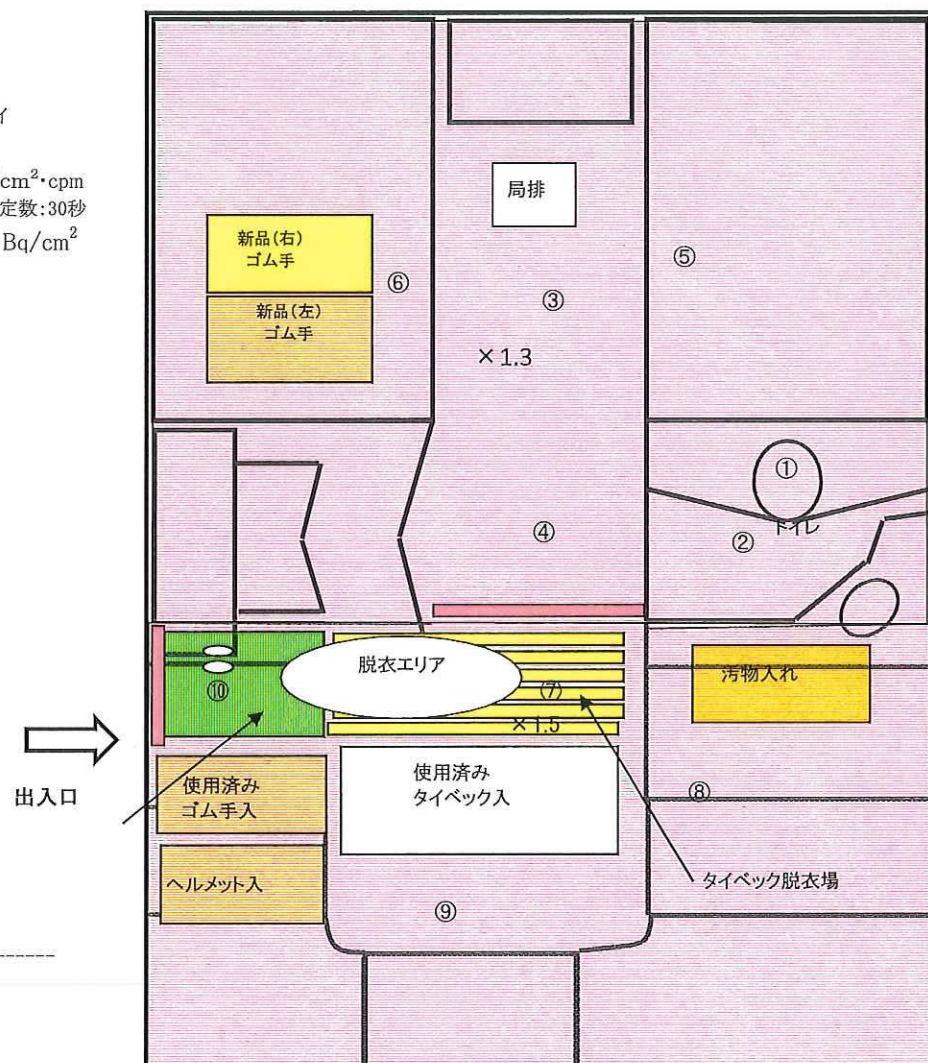 イ
cm²・cpm
定数:30秒
Bq/cm²
局排
新品(右)
ゴム手
⑥
⑤
③
新品(左)
ゴム手
×1.3
①
④
②
トイレ
脱衣エリア
汚物入れ
⑩
⑦
×1.5
出入口
使用済み
ゴム手入
使用済み
タイベック入
⑧
ヘルメット入
タイベック脱衣場
⑨